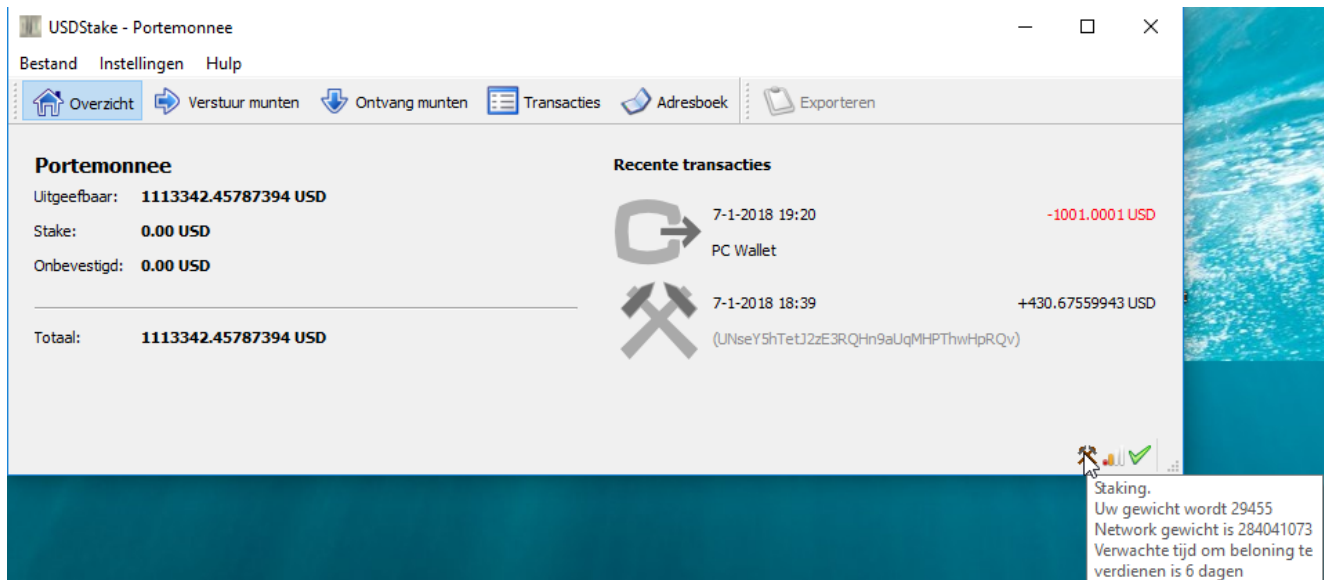 USDStake - Portemonnee
Bestand Instellingen Hulp
Overzicht Verstuur munten Ontvang munten Transacties Adresboek Exporteren
Portemonnee
Uitgeefbaar: 1113342.45787394 USD
Stake: 0.00 USD
Onbevestigd: 0.00 USD
Totaal: 1113342.45787394 USD
Recente transacties
7-1-2018 19:20 -1001.0001 USD
PC Wallet
7-1-2018 18:39 +430.67559943 USD
(UNseY5hTetJ2zE3RQHn9aUqMHPThwHpRQv)
Staking.
Uw gewicht wordt 29455
Network gewicht is 284041073
Verwachte tijd om beloning te
verdienen is 6 dagen